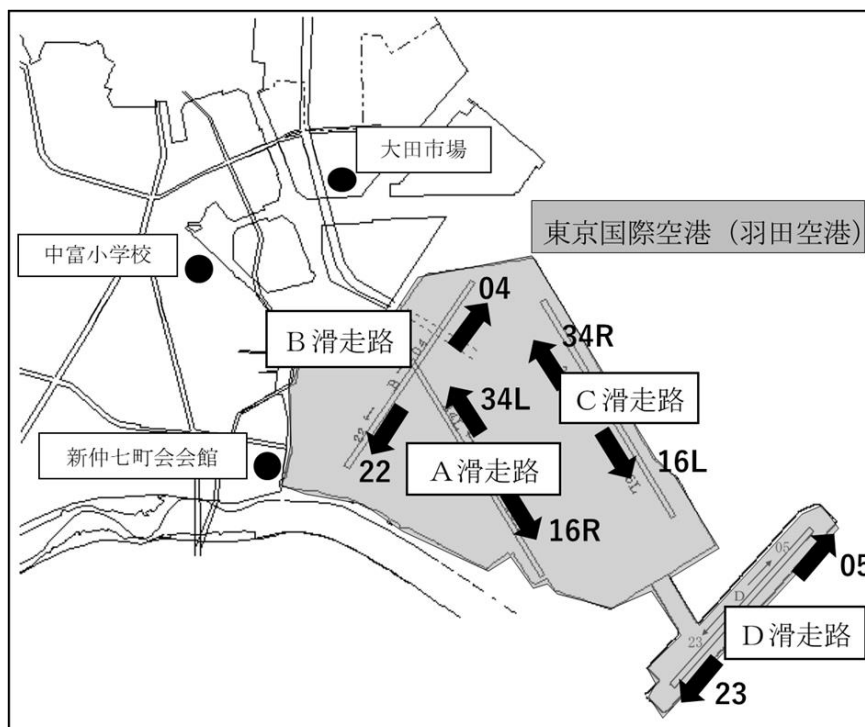 大田市場
東京国際空港（羽田空港）
中富小学校
04
B滑走路
34R
34L
C滑走路
22
新仲七町会会館
A滑走路
16L
16R
05
05
D
D滑走路
23
23